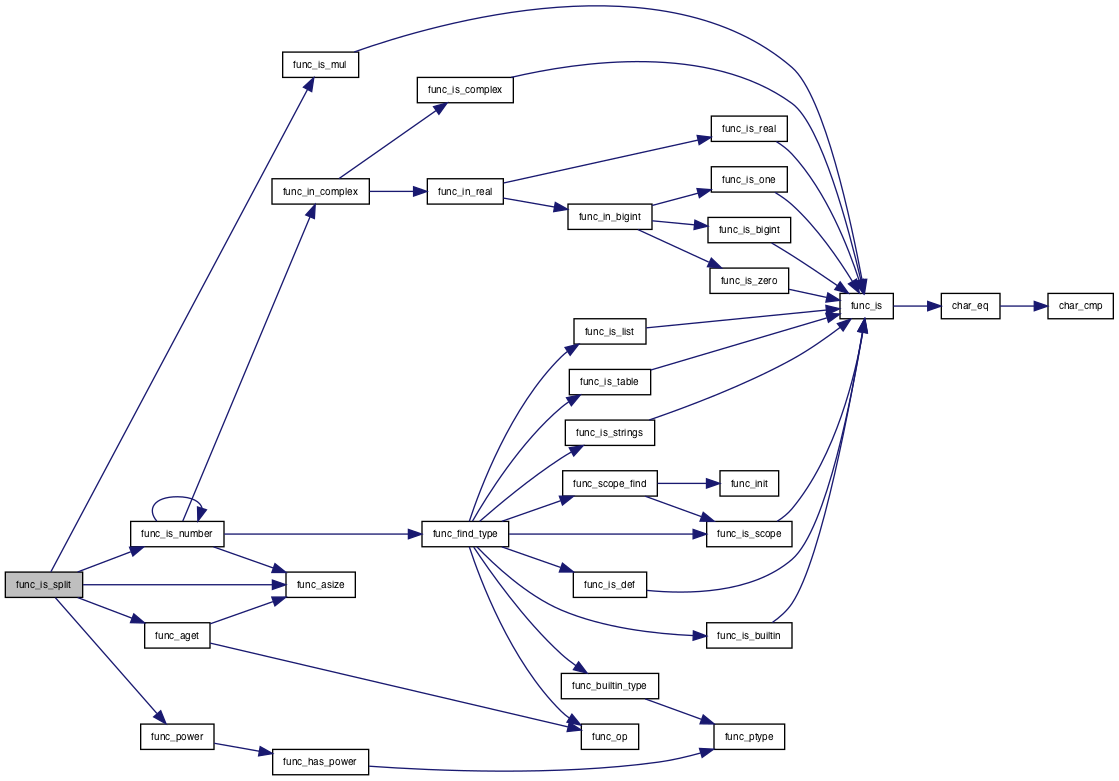 func_is_mul
func_is_complex
func_is_real
func_is_one
func_in_complex
func_in_real
func_in_bigint
func_is_bigint
func_is_zero
func_is
char_eq
char_cmp
func_is_list
func_is_table
func_is_strings
func_scope_find
func_init
func_is_number
func_find_type
func_is_scope
func_is_split
func_asize
func_is_def
func_aget
func_is_builtin
func_builtin_type
func_power
func_op
func_ptype
func_has_power